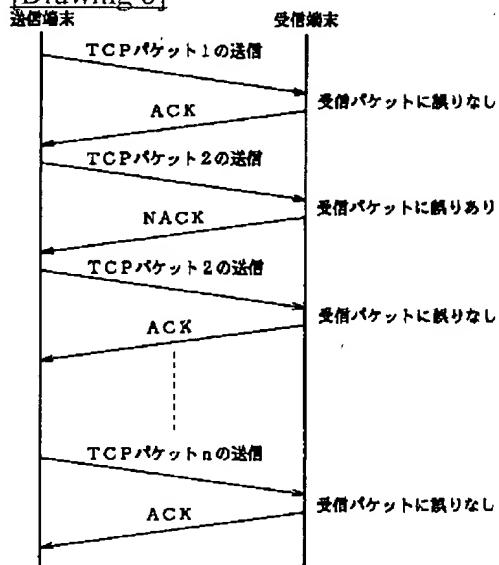 [Drawing 6]
送信端末
受信端末
TCPパケット1の送信
受信パケットに誤りなし
ACK
TCPパケット2の送信
受信パケットに誤りあり
NACK
TCPパケット2の送信
受信パケットに誤りなし
ACK
TCPパケットnの送信
受信パケットに誤りなし
ACK